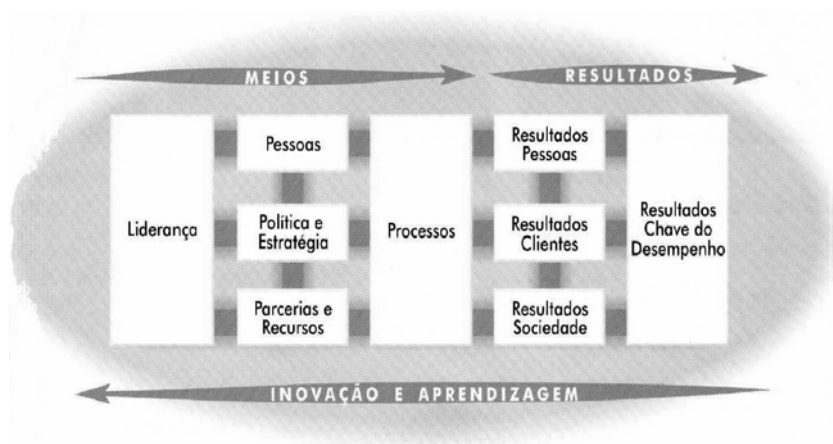 MEIOS
RESULTADOS
Liderança
Pessoas
Política e
Estratégia
Parcerias e
Recursos
Processos
Resultados
Pessoas
Resultados
Clientes
Resultados
Sociedade
Resultados
Chave do
Desempenho
INOVAÇÃO E APRENDIZAGEM